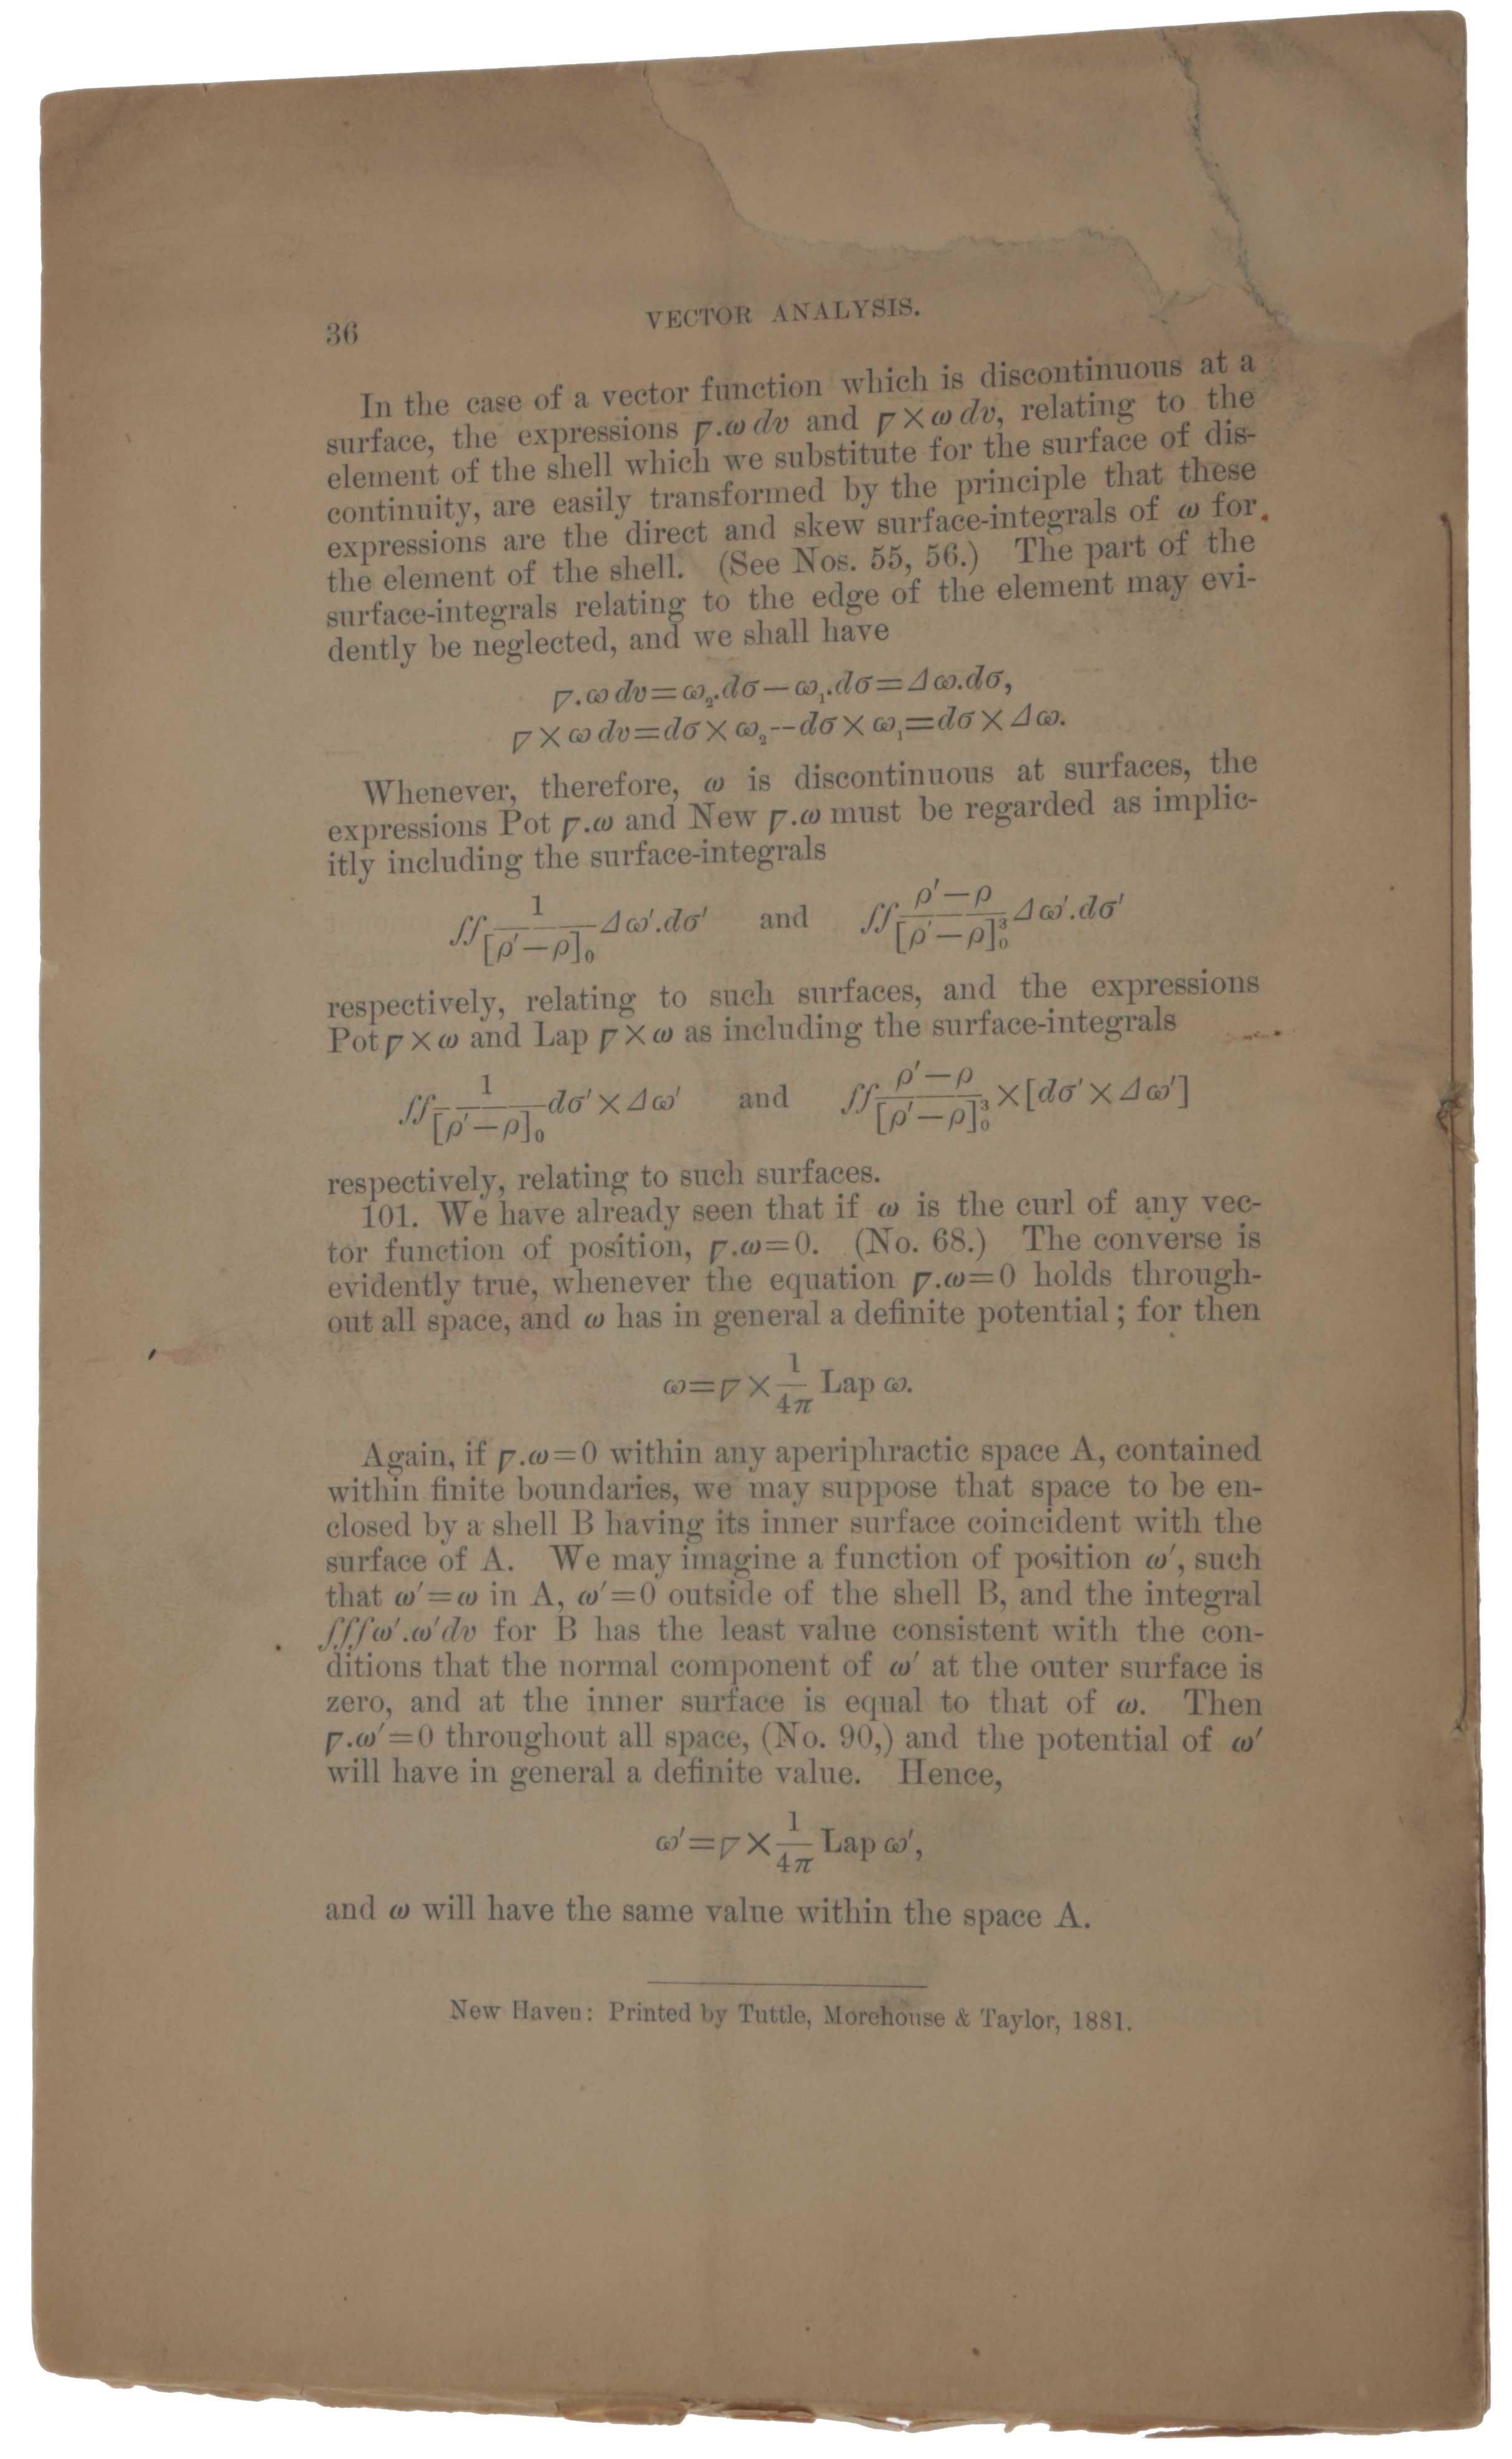 36
VECTOR ANALYSIS.
In the case of a vector function which is discontinuous at a
surface, the expressions ∇.ω dv and ∇×ω dv, relating to the
element of the shell which we substitute for the surface of dis-
continuity, are easily transformed by the principle that these
expressions are the direct and skew surface-integrals of ω for
the element of the shell. (See Nos. 55, 56.) The part of the
surface-integrals relating to the edge of the element may evi-
dently be neglected, and we shall have
∇.ω dv=ω₂.dσ−ω₁.dσ=Δω.dσ,
∇×ω dv=dσ×ω₂--dσ×ω₁=dσ×Δω.
Whenever, therefore, ω is discontinuous at surfaces, the
expressions Pot ∇.ω and New ∇.ω must be regarded as implic-
itly including the surface-integrals
∫∫ 1/[ρ′−ρ]₀ Δω′.dσ′ and ∫∫ (ρ′−ρ)/[ρ′−ρ]₀³ Δω′.dσ′
respectively, relating to such surfaces, and the expressions
Pot ∇×ω and Lap ∇×ω as including the surface-integrals
∫∫ 1/[ρ′−ρ]₀ dσ′×Δω′ and ∫∫ (ρ′−ρ)/[ρ′−ρ]₀³ ×[dσ′×Δω′]
respectively, relating to such surfaces.
101. We have already seen that if ω is the curl of any vec-
tor function of position, ∇.ω=0. (No. 68.) The converse is
evidently true, whenever the equation ∇.ω=0 holds through-
out all space, and ω has in general a definite potential; for then
ω=∇× 1/4π Lap ω.
Again, if ∇.ω=0 within any aperiphractic space A, contained
within finite boundaries, we may suppose that space to be en-
closed by a shell B having its inner surface coincident with the
surface of A. We may imagine a function of position ω′, such
that ω′=ω in A, ω′=0 outside of the shell B, and the integral
∫∫∫ω′.ω′dv for B has the least value consistent with the con-
ditions that the normal component of ω′ at the outer surface is
zero, and at the inner surface is equal to that of ω. Then
∇.ω′=0 throughout all space, (No. 90,) and the potential of ω′
will have in general a definite value. Hence,
ω′=∇× 1/4π Lap ω′,
and ω will have the same value within the space A.
New Haven: Printed by Tuttle, Morehouse & Taylor, 1881.